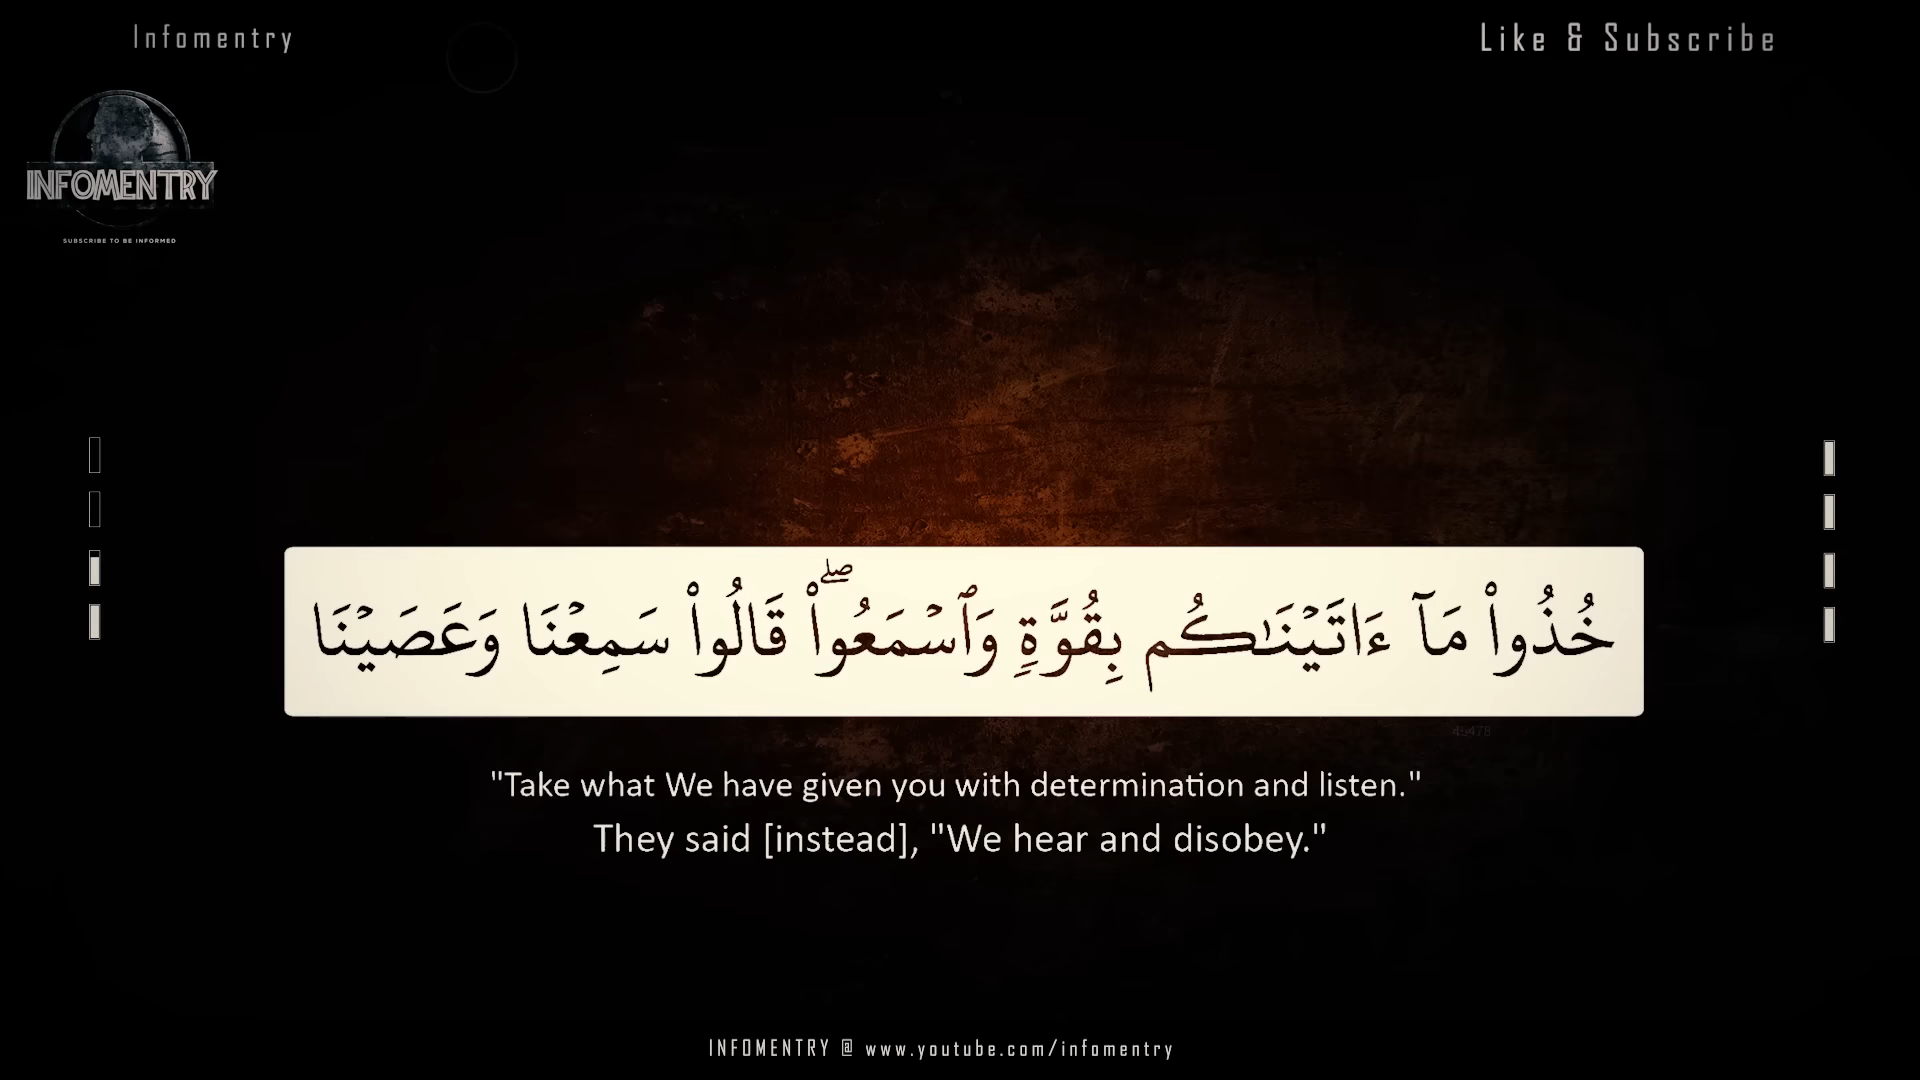 Infomentry
Like & Subscribe
INFOMENTRY
SUBSCRIBE TO BE INFORMED
خُذُوا۟ مَآ ءَاتَيْنَـٰكُم بِقُوَّةٍ وَٱسْمَعُوا۟ ۖ قَالُوا۟ سَمِعْنَا وَعَصَيْنَا
45478
"Take what We have given you with determination and listen."
They said [instead], "We hear and disobey."
INFOMENTRY @ www.youtube.com/infomentry